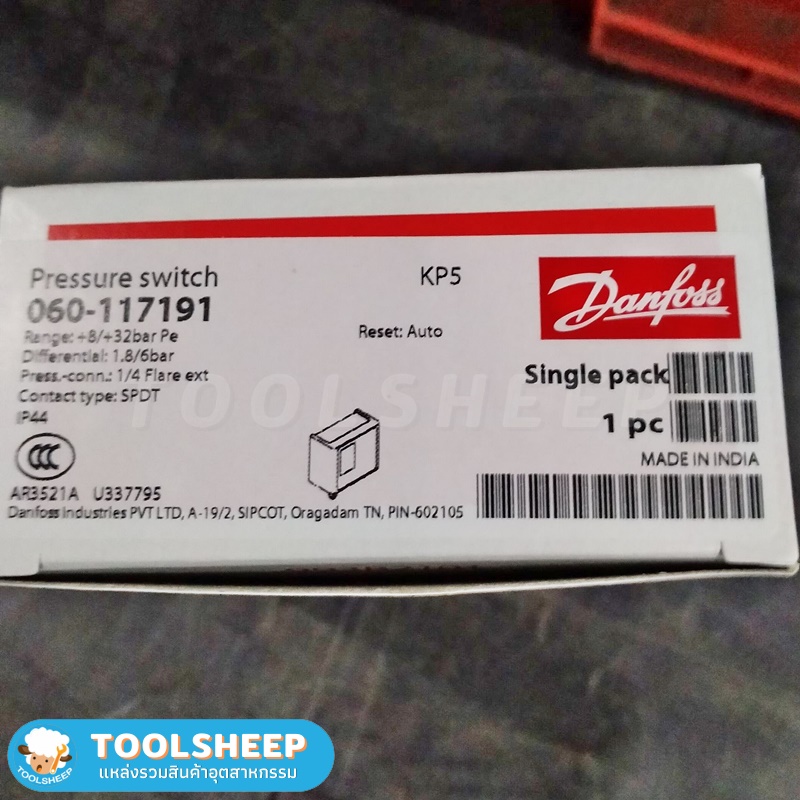 Pressure switch
KP5
Danfoss
060-117191
Range: +8/+32bar Pe
Reset: Auto
Differential: 1.8/6bar
Press.-conn.: 1/4 Flare ext
Single pack
Contact type: SPDT
TOOLSHEEP
IP44
1 pc
CCC
MADE IN INDIA
AR3521A U337795
Danfoss Industries PVT LTD, A-19/2, SIPCOT, Oragadam TN, PIN-602105
TOOLSHEEP
TOOLSHEEP
แหล่งรวมสินค้าอุตสาหกรรม